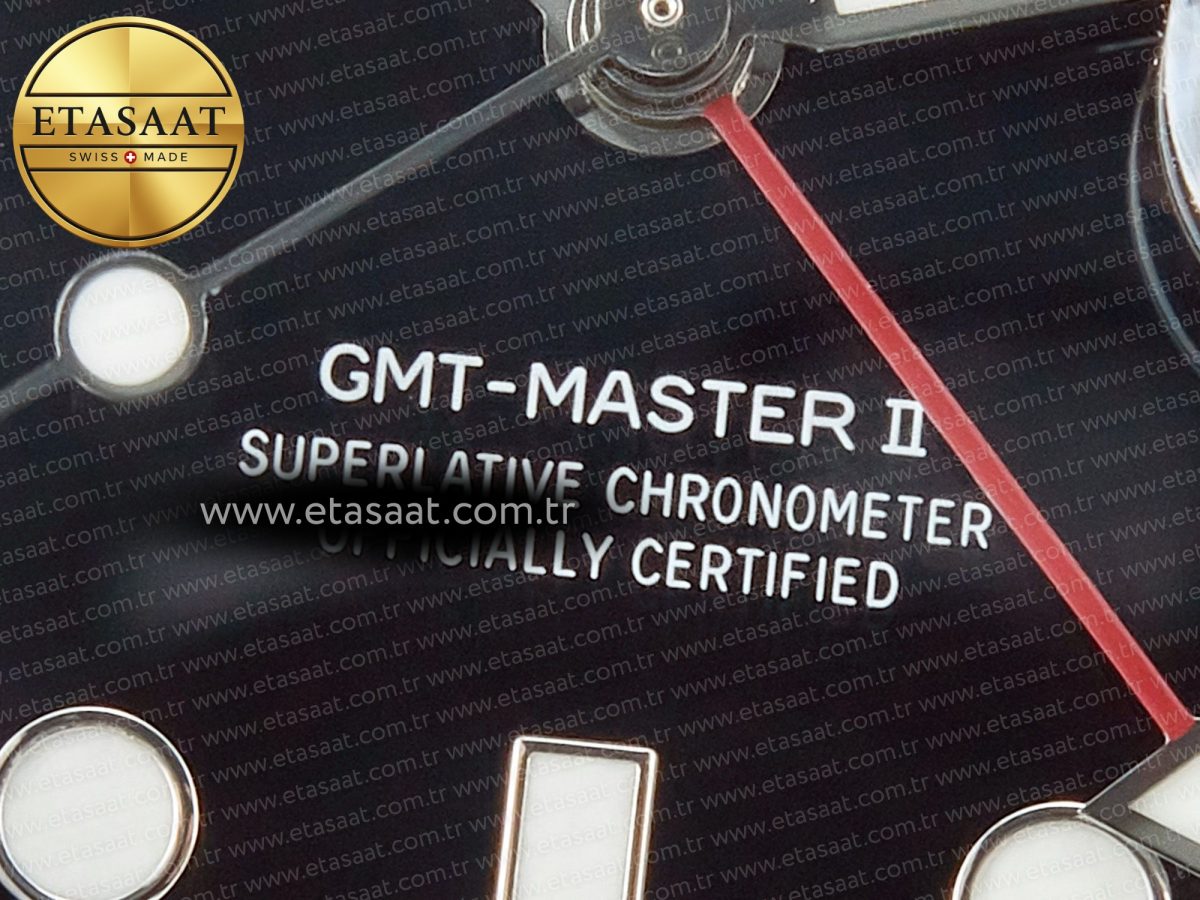 ETASAAT
SWISS MADE
GMT-MASTER II
SUPERLATIVE CHRONOMETER
www.etasaat.com.tr
OFFICIALLY CERTIFIED